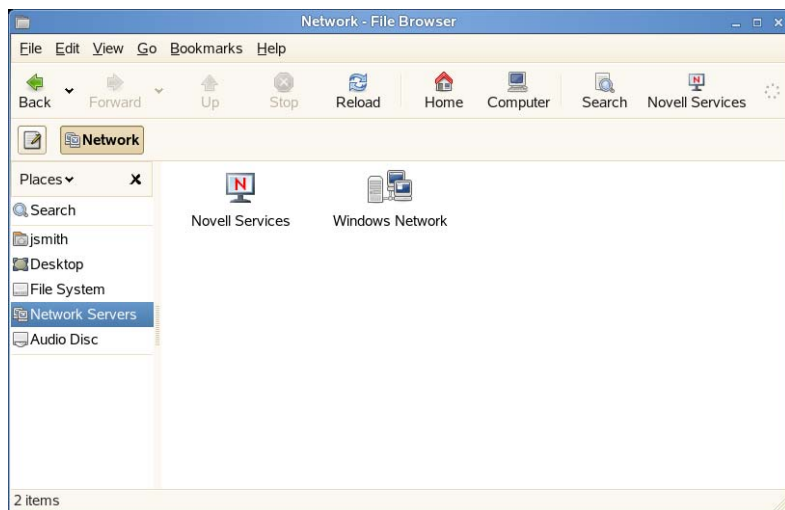 Network - File Browser
File Edit View Go Bookmarks Help
Back Forward Up Stop Reload Home Computer Search Novell Services
Network
Places
Search
jsmith
Desktop
File System
Network Servers
Audio Disc
N
Novell Services
Windows Network
2 items